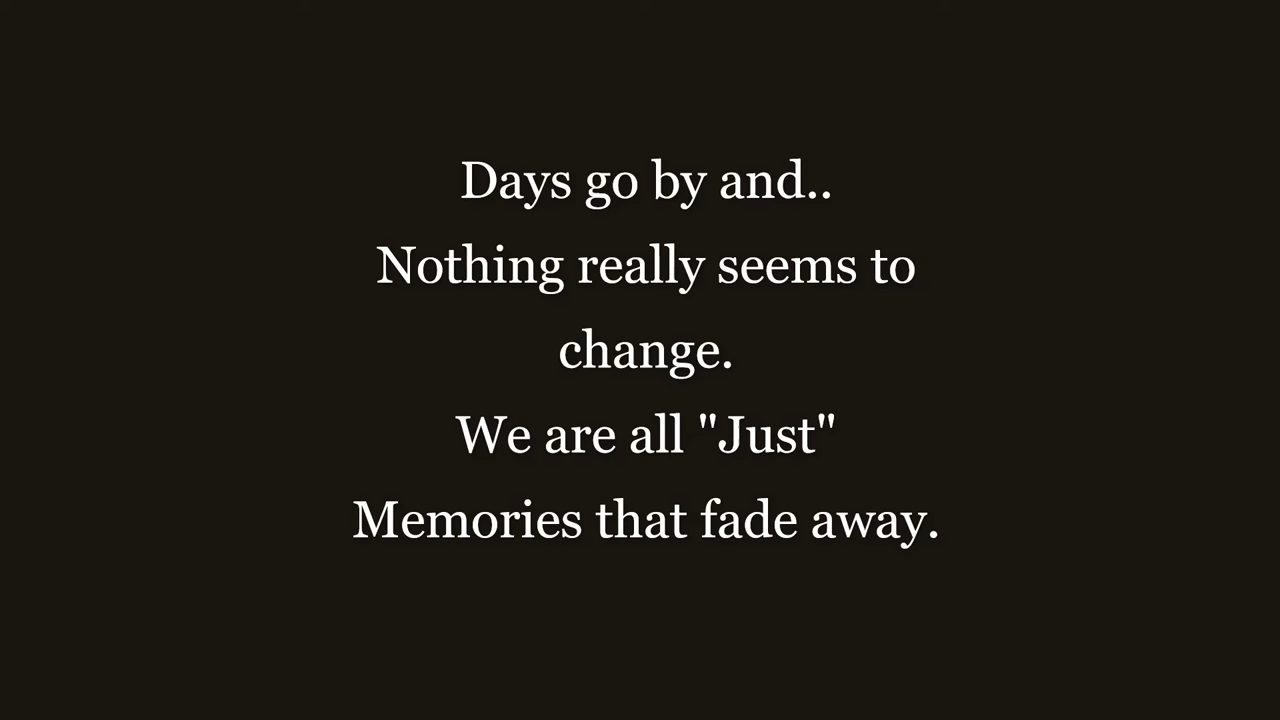 Days go by and..
Nothing really seems to
change.
We are all "Just"
Memories that fade away.